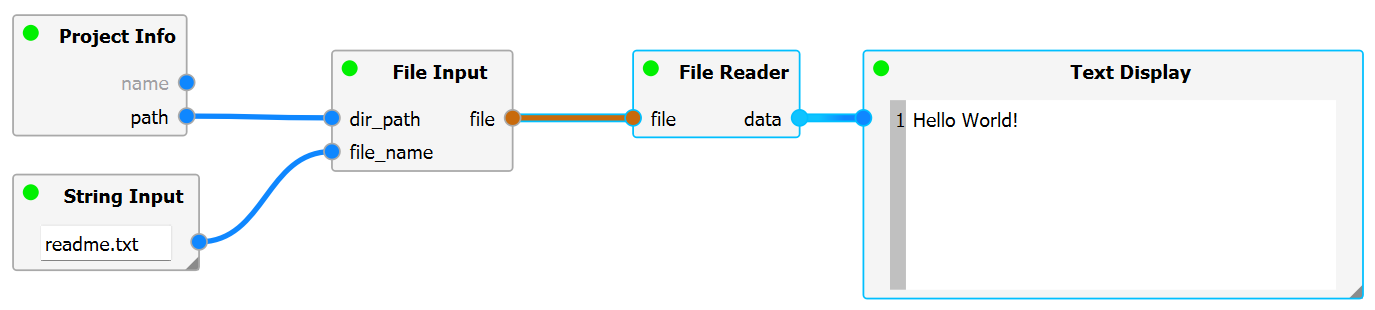 Project Info
name
path
String Input
readme.txt
File Input
dir_path file
file_name
File Reader
file data
Text Display
1 Hello World!